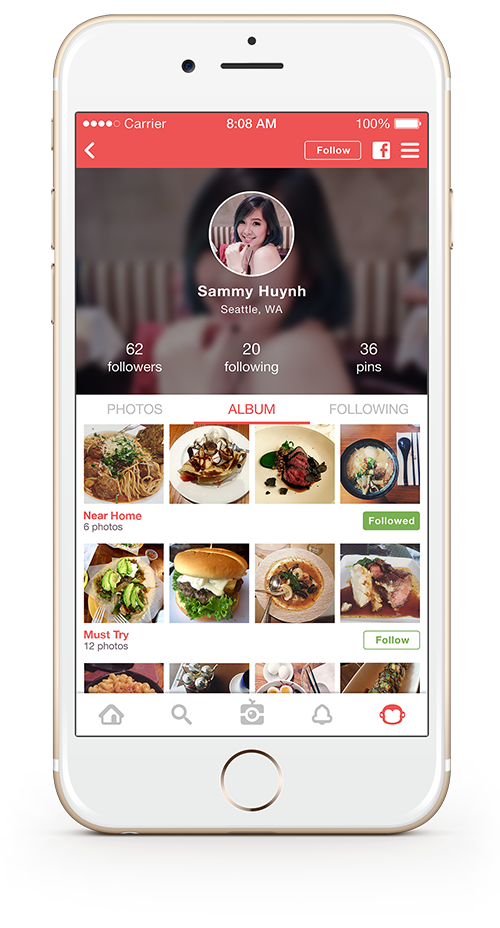 Carrier 8:08 AM 100%
Follow f
Sammy Huynh
Seattle, WA
62 20 36
followers following pins
PHOTOS ALBUM FOLLOWING
Near Home
6 photos Followed
Must Try
12 photos Follow